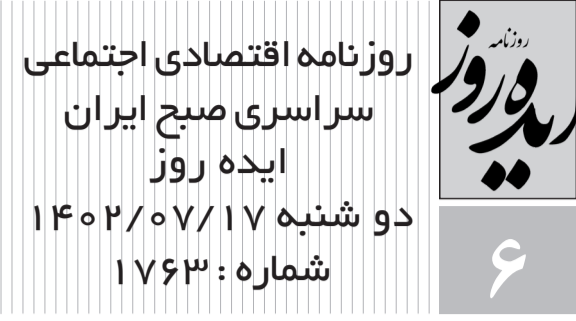 روزنامه
ایده روز
۶
روزنامه اقتصادی اجتماعی
سراسری صبح ایران
ایده روز
دو شنبه ۱۴۰۲/۰۷/۱۷
شماره : ۱۷۶۳